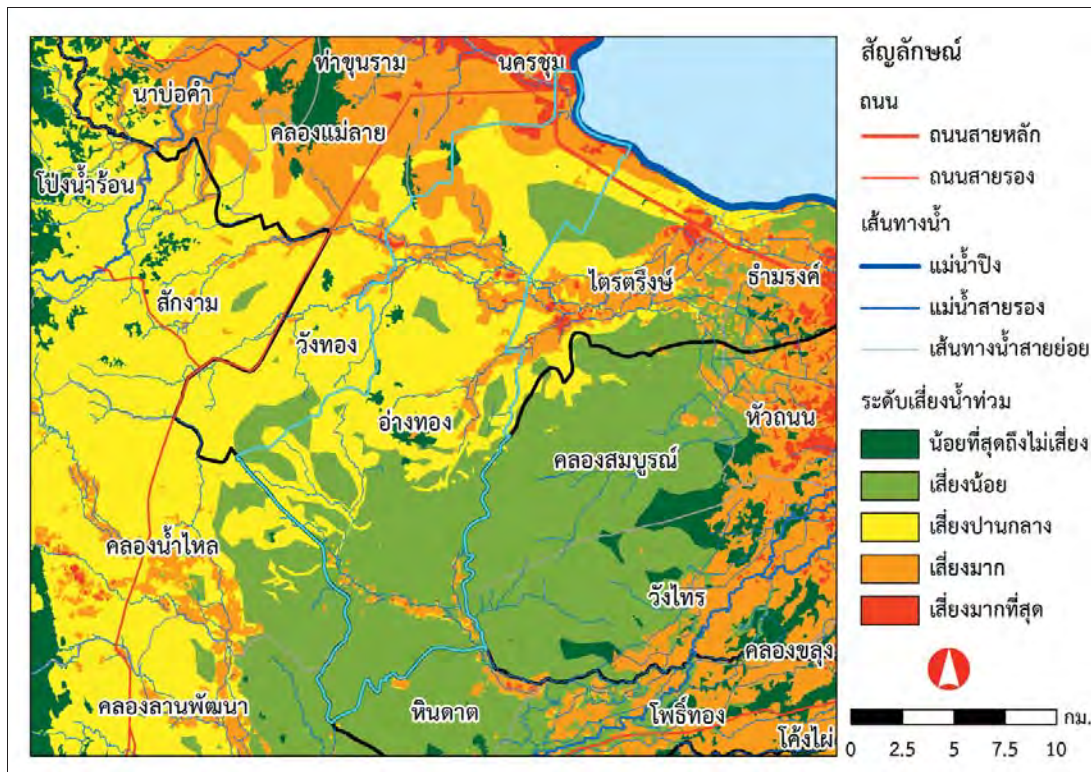 ท่าขุนราม
นครชุม
นาบ่อคำ
คลองแม่ลาย
โป่งน้ำร้อน
สักงาม
ไตรตรึงษ์
ธำมรงค์
วังทอง
อ่างทอง
หัวถนน
คลองสมบูรณ์
คลองน้ำไหล
วังไทร
คลองขลุง
คลองลานพัฒนา
หินดาต
โพธิ์ทอง
โค้งไผ่
สัญลักษณ์
ถนน
ถนนสายหลัก
ถนนสายรอง
เส้นทางน้ำ
แม่น้ำปิง
แม่น้ำสายรอง
เส้นทางน้ำสายย่อย
ระดับเสี่ยงน้ำท่วม
น้อยที่สุดถึงไม่เสี่ยง
เสี่ยงน้อย
เสี่ยงปานกลาง
เสี่ยงมาก
เสี่ยงมากที่สุด
กม.
0 2.5 5 7.5 10